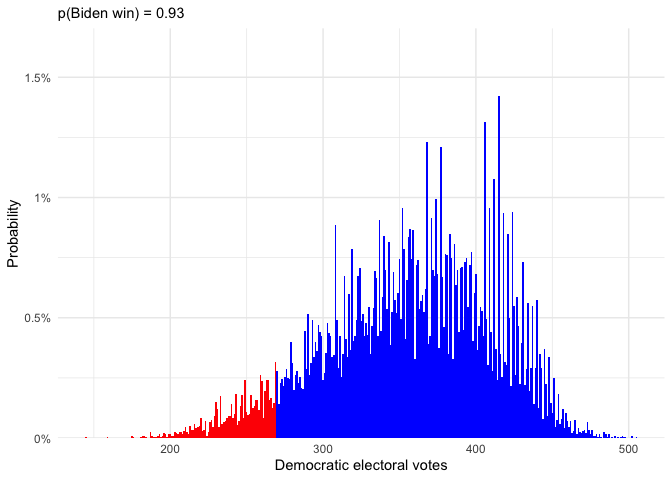 p(Biden win) = 0.93
1.5%
1%
0.5%
0%
Probability
200 300 400 500
Democratic electoral votes